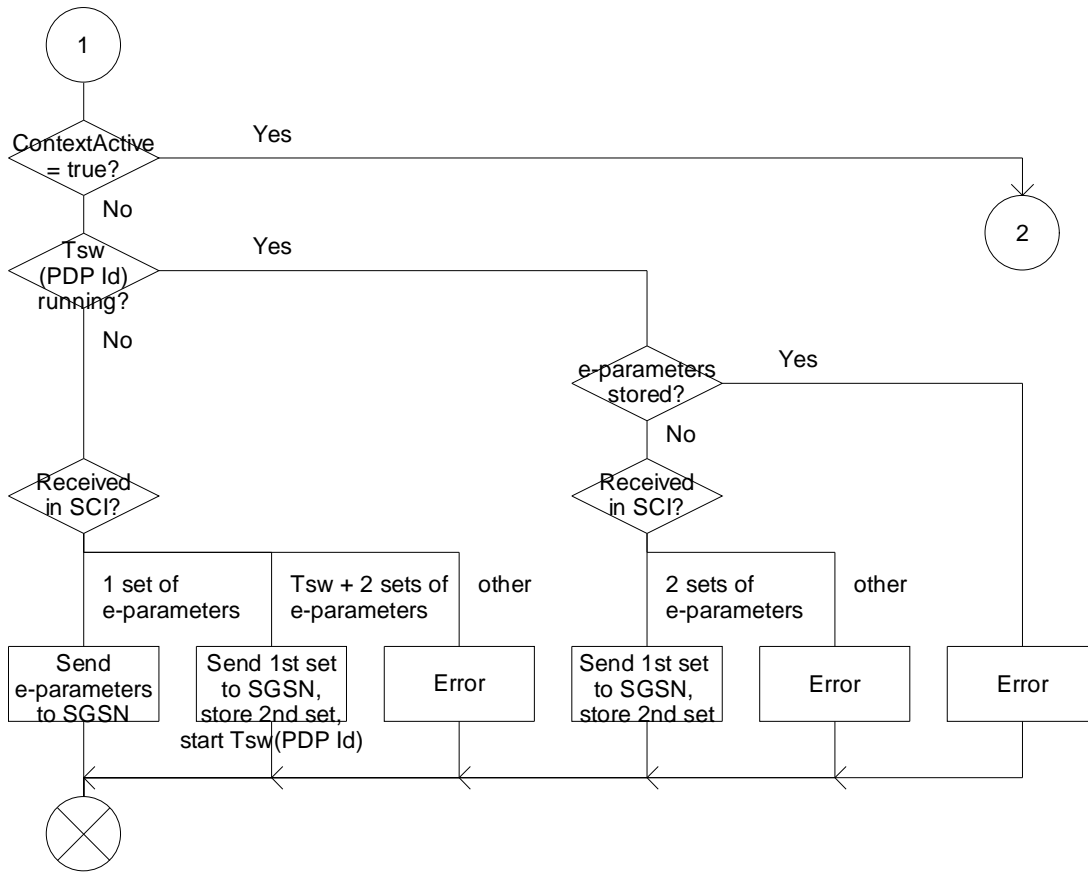 1
ContextActive
= true?
Yes
No
2
Tsw
(PDP Id)
running?
Yes
No
e-parameters
stored?
Yes
No
Received
in SCI?
Received
in SCI?
1 set of
e-parameters
Tsw + 2 sets of
e-parameters
other
2 sets of
e-parameters
other
Send
e-parameters
to SGSN
Send 1st set
to SGSN,
store 2nd set,
start Tsw(PDP Id)
Error
Send 1st set
to SGSN,
store 2nd set
Error
Error